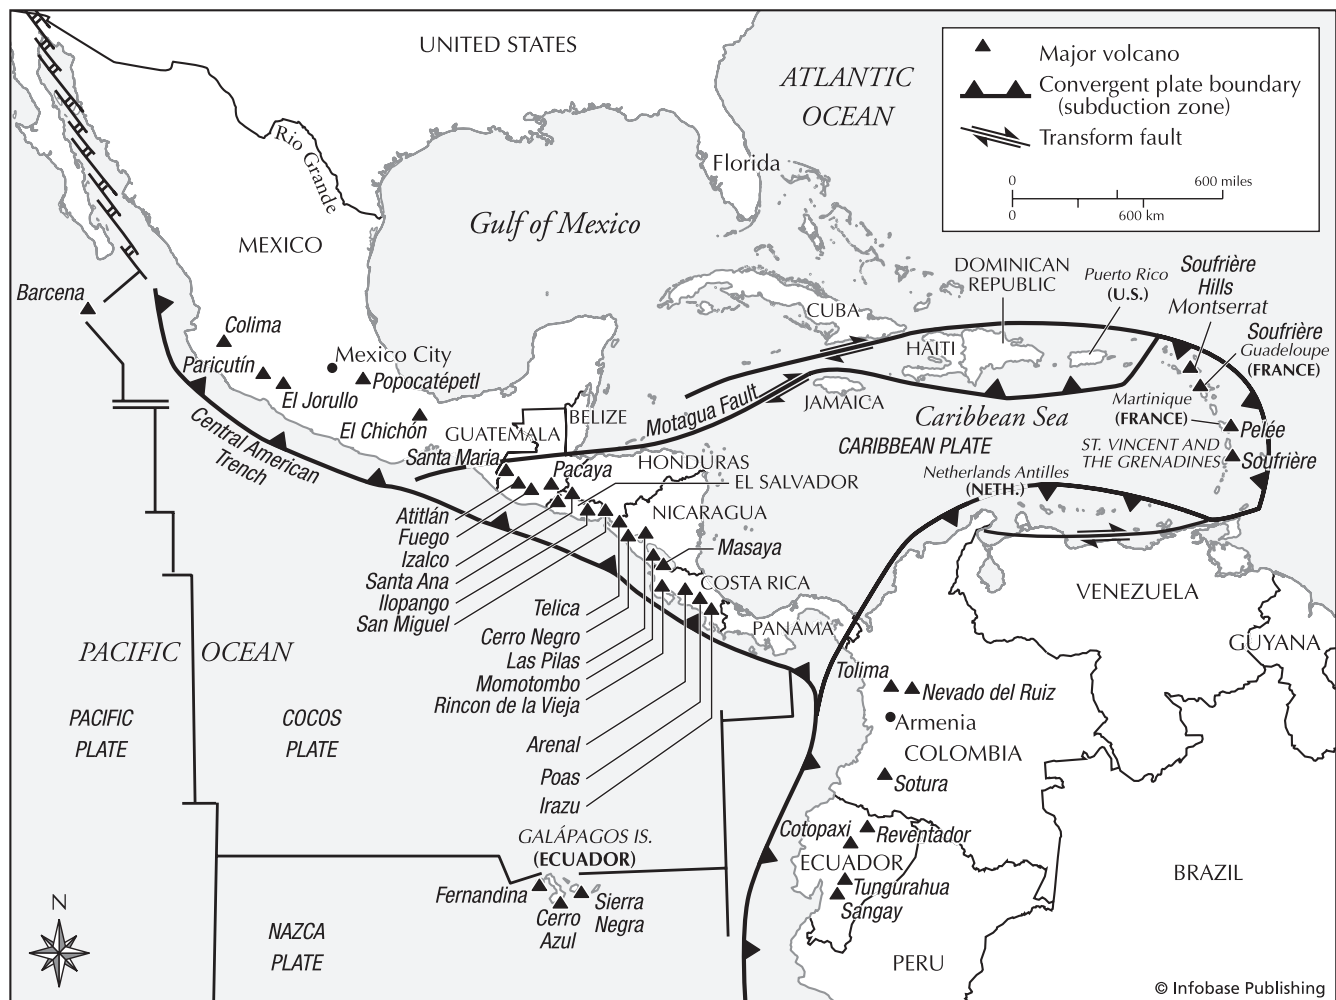 UNITED STATES
ATLANTIC
OCEAN
Major volcano
Convergent plate boundary
(subduction zone)
Transform fault
0
600 miles
0
600 km
Rio Grande
Florida
Gulf of Mexico
MEXICO
Barcena
Colima
Paricutín
Mexico City
Popocatépetl
El Jorullo
El Chichón
Central American
Trench
DOMINICAN
REPUBLIC
Puerto Rico
(U.S.)
Soufrière
Hills
Montserrat
CUBA
HAITI
Soufrière
Guadeloupe
(FRANCE)
JAMAICA
Motagua Fault
Caribbean Sea
CARIBBEAN PLATE
Martinique
(FRANCE)
Pelée
ST. VINCENT AND
THE GRENADINES
Soufrière
Netherlands Antilles
(NETH.)
BELIZE
GUATEMALA
Santa Maria
Pacaya
HONDURAS
EL SALVADOR
NICARAGUA
Atitlán
Fuego
Izalco
Santa Ana
Ilopango
San Miguel
Masaya
COSTA RICA
Telica
Cerro Negro
Las Pilas
Momotombo
Rincon de la Vieja
Arenal
Poas
Irazu
PANAMA
VENEZUELA
GUYANA
PACIFIC OCEAN
PACIFIC
PLATE
COCOS
PLATE
Tolima
Nevado del Ruiz
Armenia
COLOMBIA
Sotura
GALÁPAGOS IS.
(ECUADOR)
Fernandina
Cerro
Azul
Sierra
Negra
Cotopaxi
Reventador
ECUADOR
Tungurahua
Sangay
BRAZIL
N
NAZCA
PLATE
PERU
© Infobase Publishing